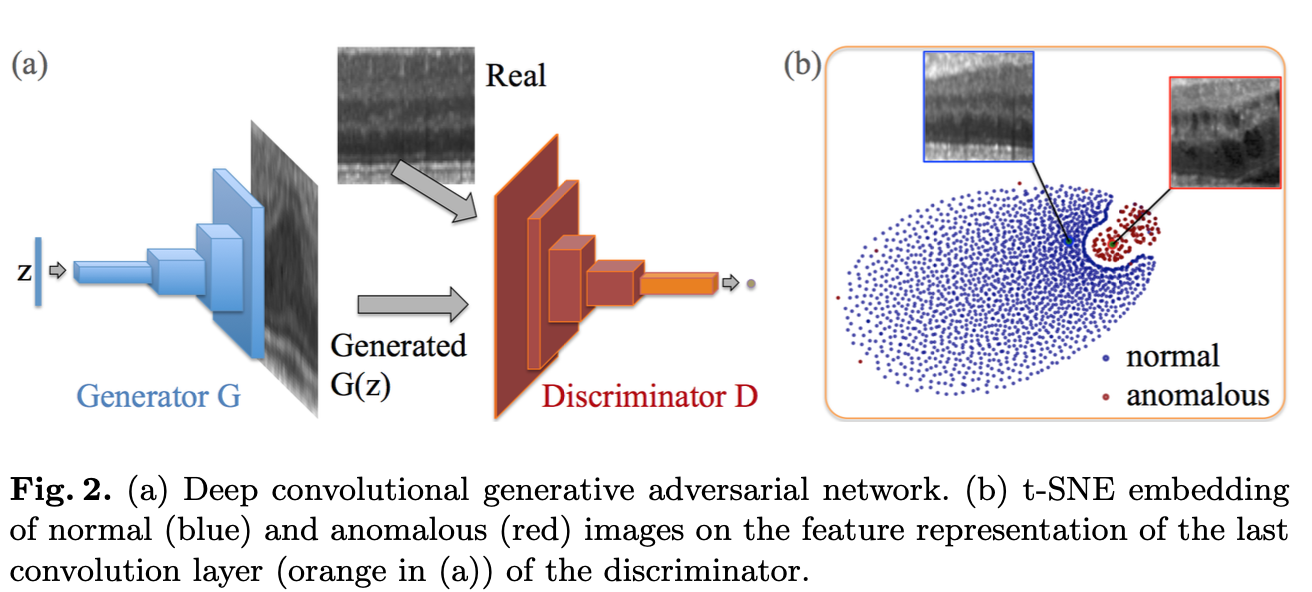 (a)
Real
z
Generated
G(z)
Generator G
Discriminator D
(b)
normal
anomalous
Fig. 2. (a) Deep convolutional generative adversarial network. (b) t-SNE embedding
of normal (blue) and anomalous (red) images on the feature representation of the last
convolution layer (orange in (a)) of the discriminator.